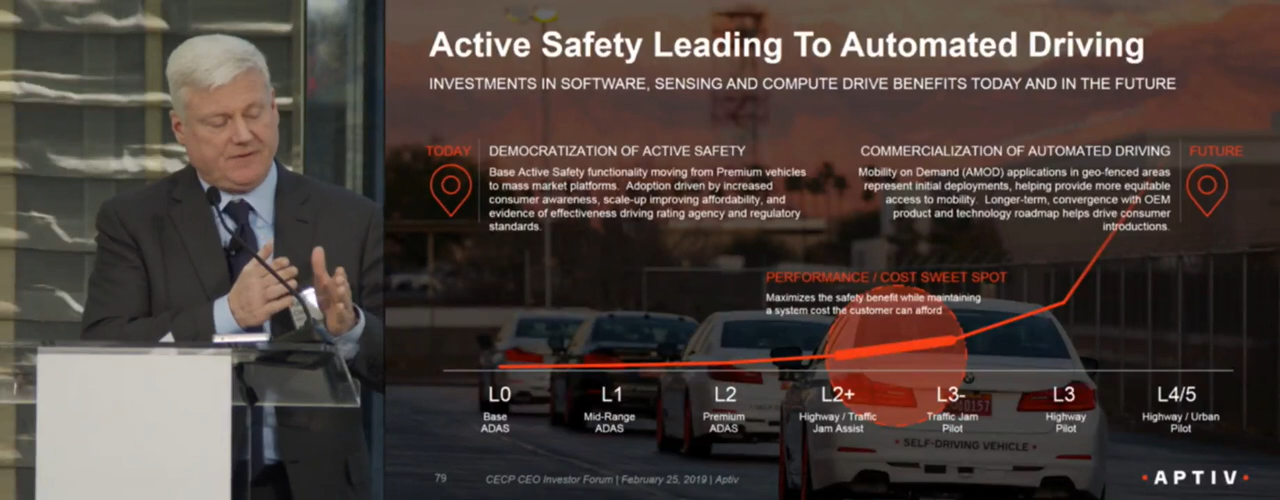 Active Safety Leading To Automated Driving
INVESTMENTS IN SOFTWARE, SENSING AND COMPUTE DRIVE BENEFITS TODAY AND IN THE FUTURE
TODAY
DEMOCRATIZATION OF ACTIVE SAFETY
Base Active Safety functionality moving from Premium vehicles
to mass market platforms. Adoption driven by increased
consumer awareness, scale-up improving affordability, and
evidence of effectiveness driving rating agency and regulatory
standards.
COMMERCIALIZATION OF AUTOMATED DRIVING
FUTURE
Mobility on Demand (AMOD) applications in geo-fenced areas
represent initial deployments, helping provide more equitable
access to mobility. Longer-term, convergence with OEM
product and technology roadmap helps drive consumer
introductions.
PERFORMANCE / COST SWEET SPOT
Maximizes the safety benefit while maintaining
a system cost the customer can afford
L0
Base
ADAS
L1
Mid-Range
ADAS
L2
Premium
ADAS
L2+
Highway / Traffic
Jam Assist
L3-
Traffic Jam
Pilot
L3
Highway
Pilot
L4/5
Highway / Urban
Pilot
SELF-DRIVING VEHICLE
79
CECP CEO Investor Forum | February 25, 2019 | Aptiv
• APTIV •